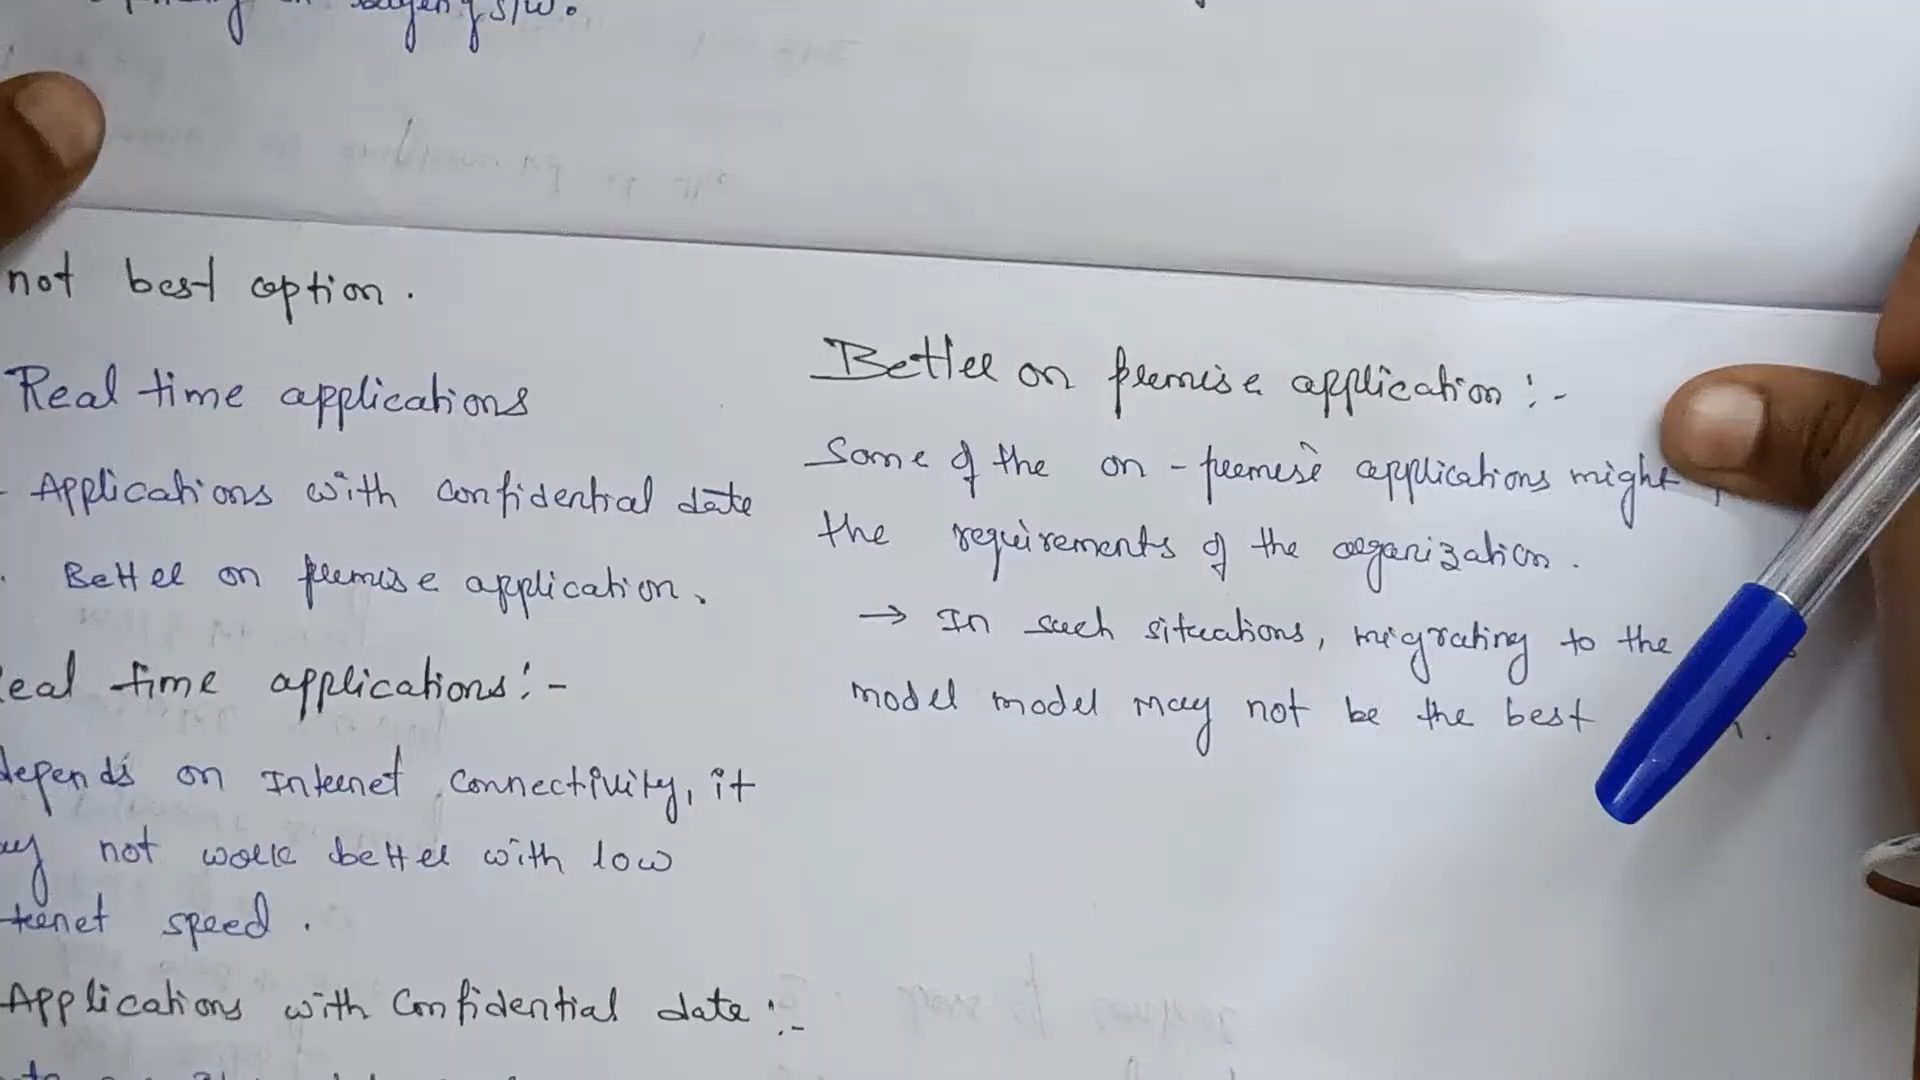 s/w.
not best option.
Real time applications
- Applications with confidential date
. Better on premise application.
eal time applications:-
depends on Internet connectivity, it
ay not work better with low
ternet speed.
Applications with confidential date :-
Better on premise application :-
Some of the on-premise applications might
the requirements of the organization.
→ In such situations, migrating to the
model model may not be the best